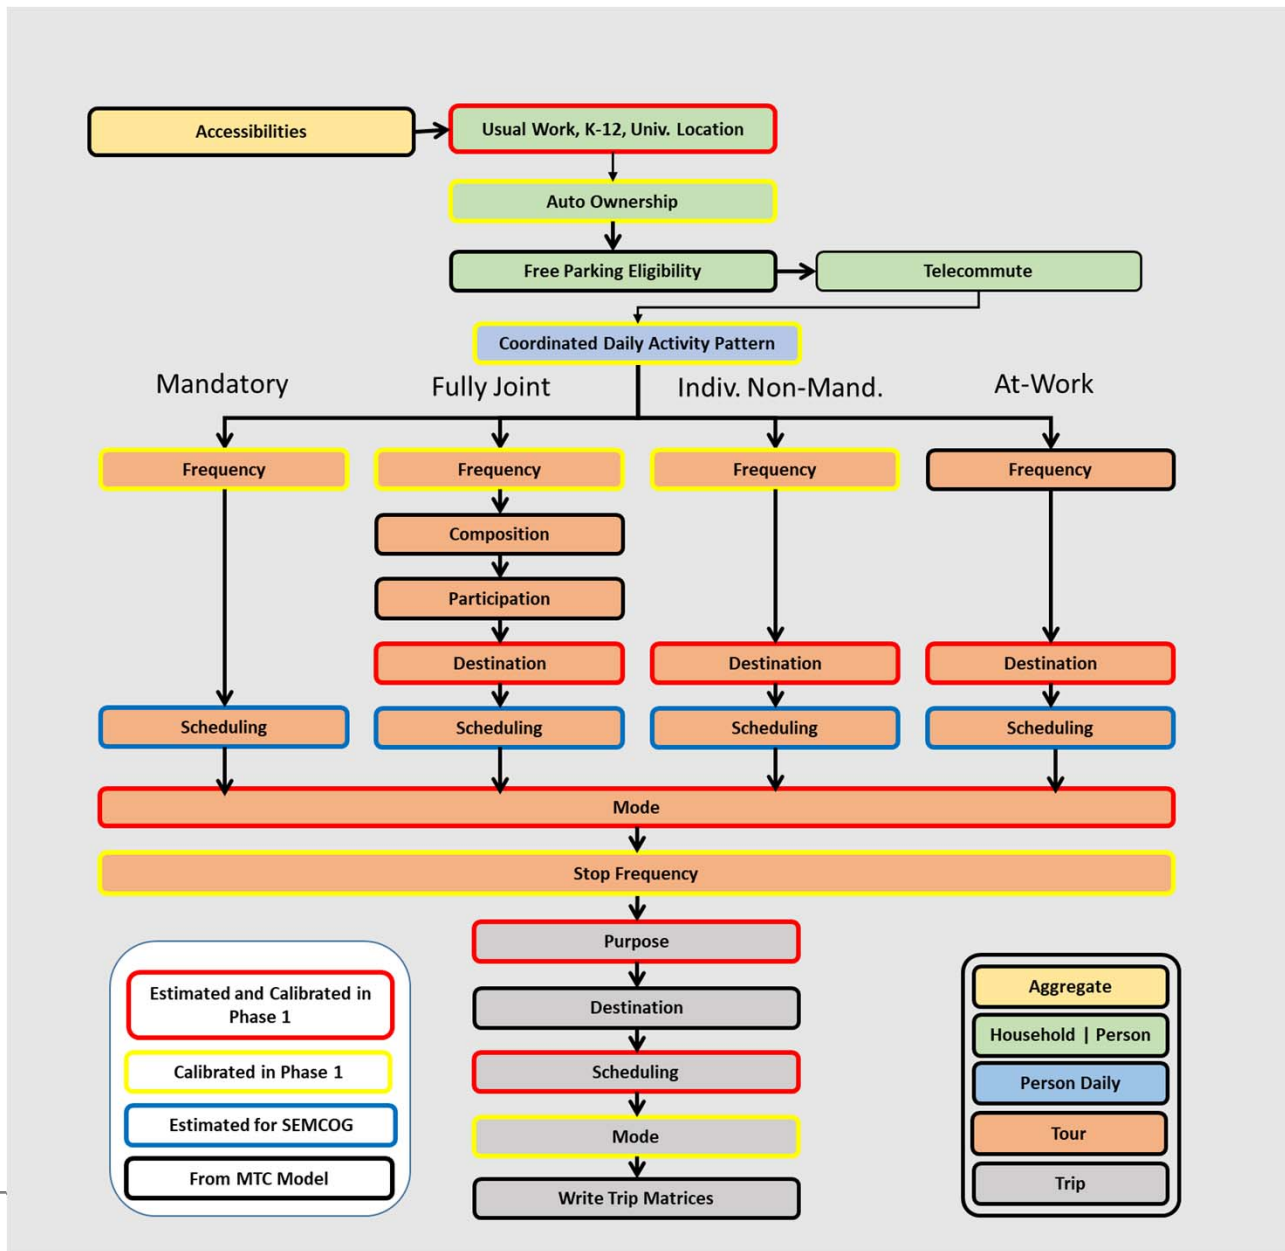 Accessibilities
Usual Work, K-12, Univ. Location
Auto Ownership
Free Parking Eligibility
Telecommute
Coordinated Daily Activity Pattern
Mandatory
Fully Joint
Indiv. Non-Mand.
At-Work
Frequency
Frequency
Frequency
Frequency
Composition
Participation
Destination
Destination
Destination
Scheduling
Scheduling
Scheduling
Scheduling
Mode
Stop Frequency
Purpose
Destination
Scheduling
Mode
Write Trip Matrices
Estimated and Calibrated in
Phase 1
Calibrated in Phase 1
Estimated for SEMCOG
From MTC Model
Aggregate
Household | Person
Person Daily
Tour
Trip